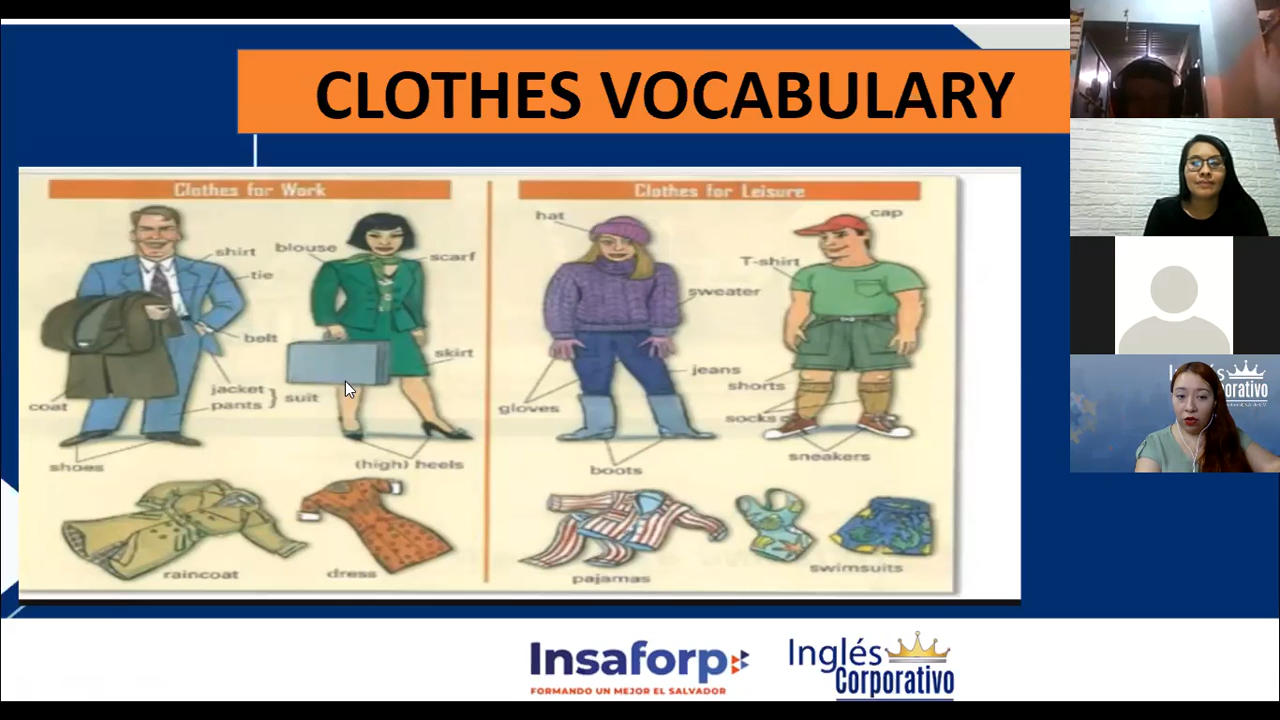 CLOTHES VOCABULARY
Clothes for Work
shirt
blouse
scarf
tie
belt
skirt
jacket
pants
suit
coat
shoes
(high) heels
raincoat
dress
Clothes for Leisure
hat
cap
T-shirt
sweater
jeans
shorts
gloves
socks
boots
sneakers
pajamas
swimsuits
Insaforp
FORMANDO UN MEJOR EL SALVADOR
Inglés
Corporativo
Inglés
orporativo